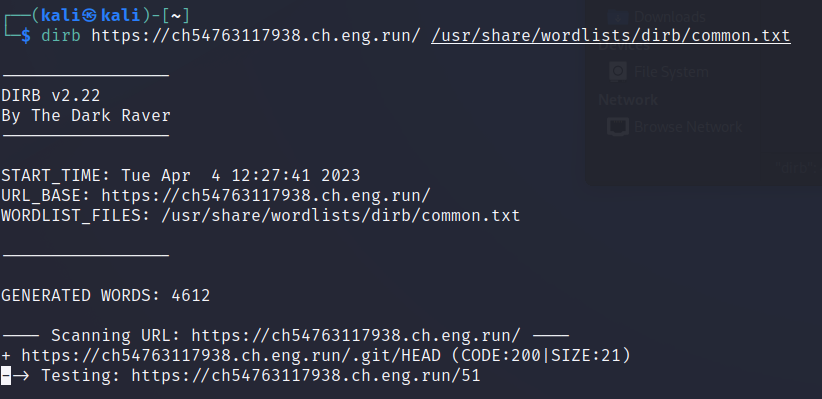 ┌──(kali㉿kali)-[~]
└─$ dirb https://ch54763117938.ch.eng.run/ /usr/share/wordlists/dirb/common.txt
-----------------
DIRB v2.22
By The Dark Raver
-----------------
START_TIME: Tue Apr  4 12:27:41 2023
URL_BASE: https://ch54763117938.ch.eng.run/
WORDLIST_FILES: /usr/share/wordlists/dirb/common.txt
-----------------
GENERATED WORDS: 4612
---- Scanning URL: https://ch54763117938.ch.eng.run/ ----
+ https://ch54763117938.ch.eng.run/.git/HEAD (CODE:200|SIZE:21)
--> Testing: https://ch54763117938.ch.eng.run/51
Downloads
File System
Network
Browse Network
"dirb"